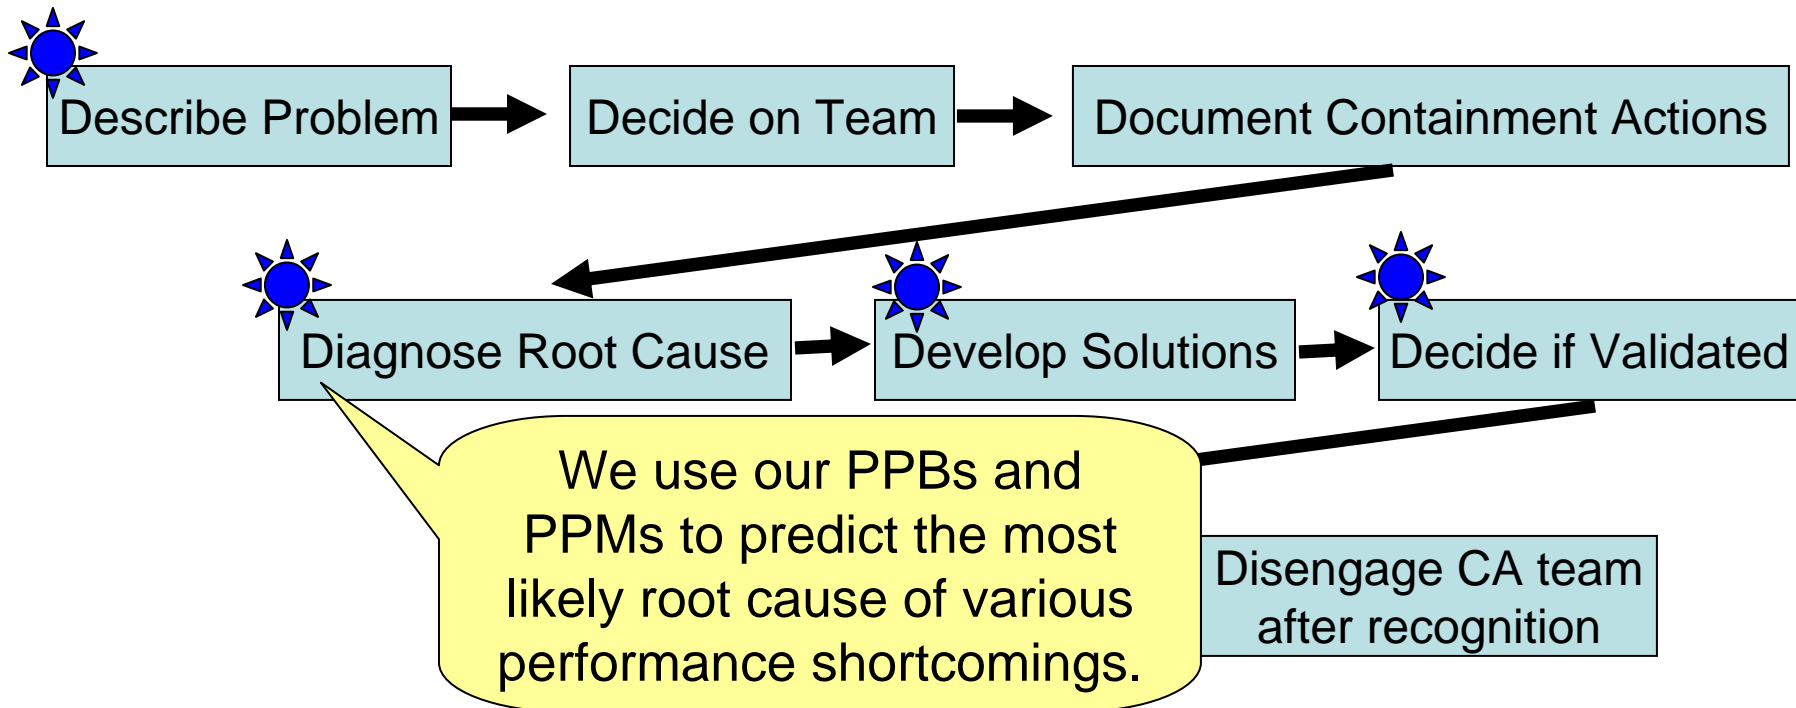 Describe Problem
Decide on Team
Document Containment Actions
Diagnose Root Cause
Develop Solutions
Decide if Validated
We use our PPBs and
PPMs to predict the most
likely root cause of various
performance shortcomings.
Disengage CA team
after recognition